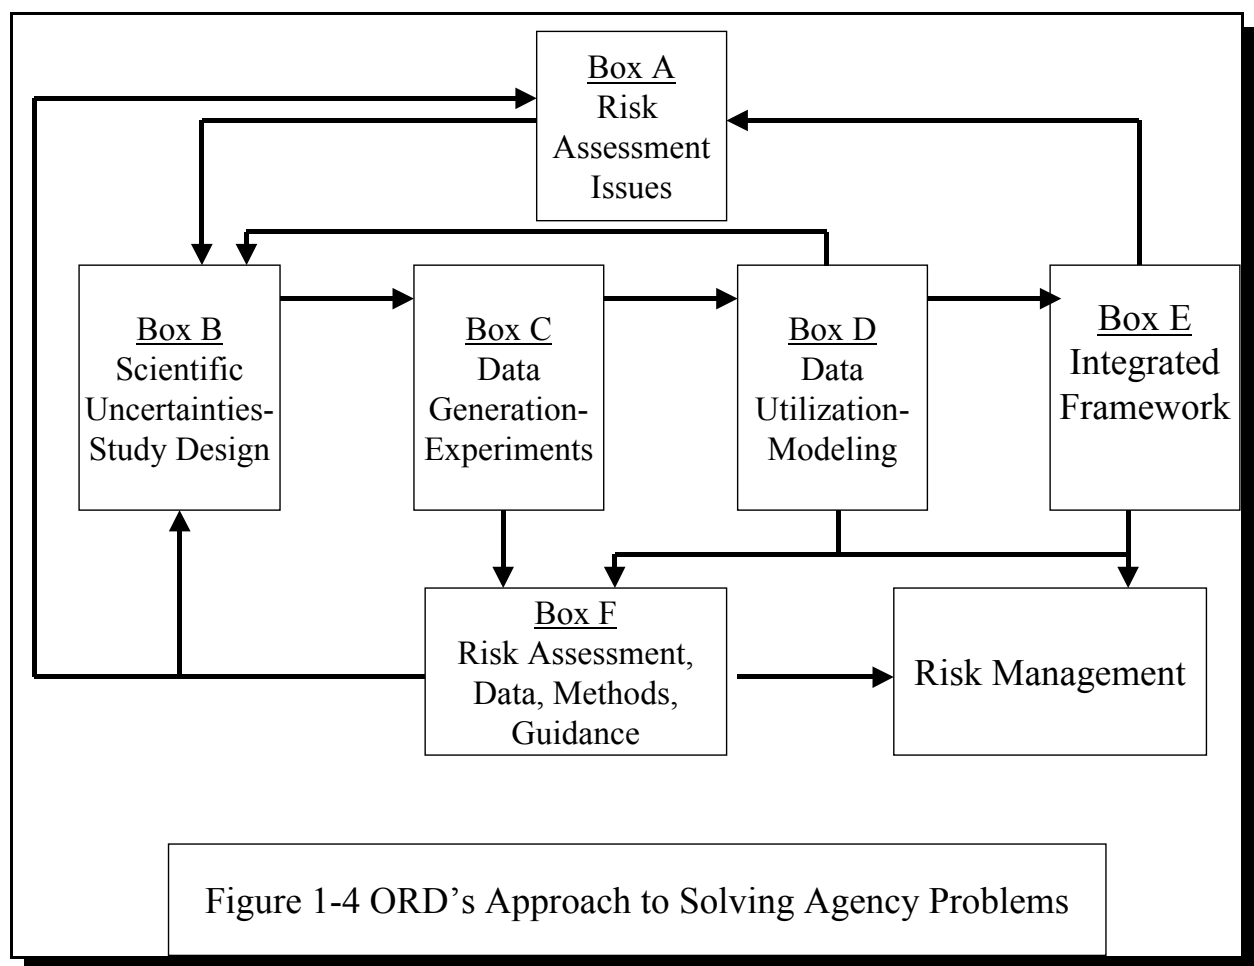 Box A
Risk
Assessment
Issues
Box B
Scientific
Uncertainties-
Study Design
Box C
Data
Generation-
Experiments
Box D
Data
Utilization-
Modeling
Box E
Integrated
Framework
Box F
Risk Assessment,
Data, Methods,
Guidance
Risk Management
Figure 1-4 ORD’s Approach to Solving Agency Problems